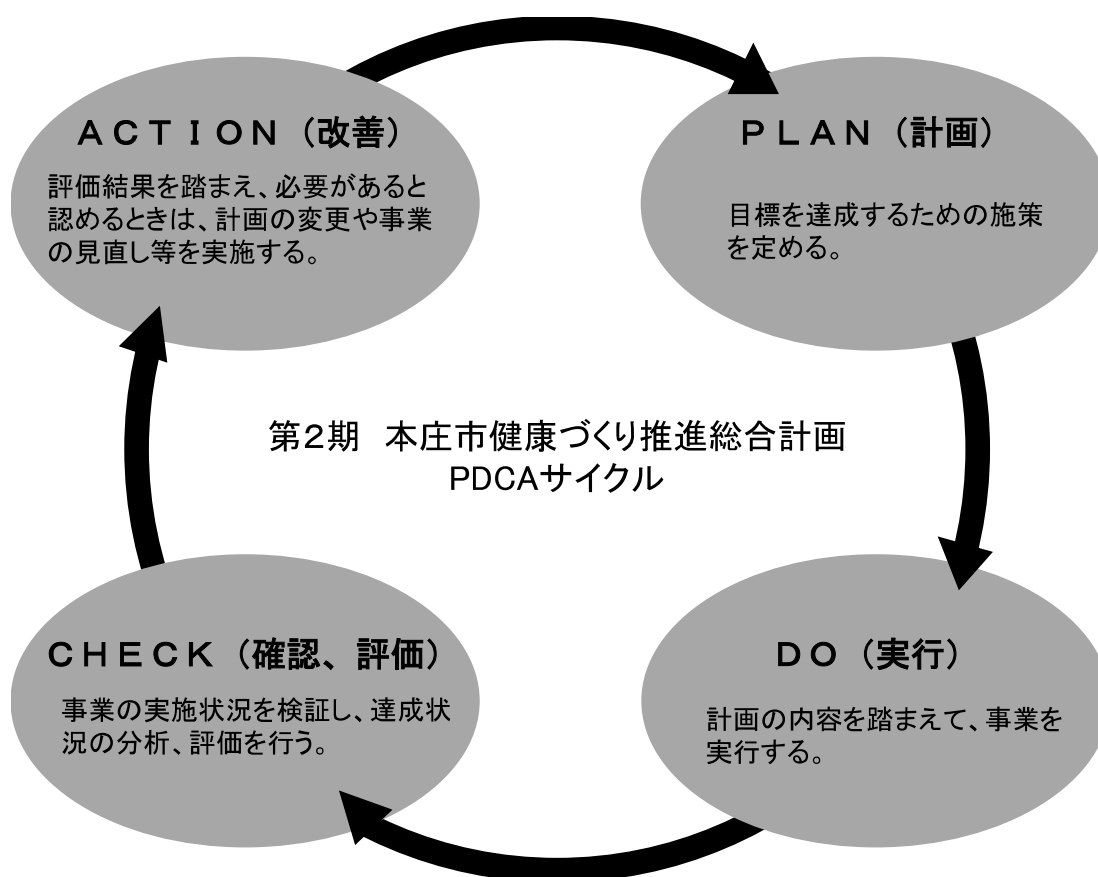 ACTION（改善）
評価結果を踏まえ、必要があると
認めるときは、計画の変更や事業
の見直し等を実施する。
PLAN（計画）
目標を達成するための施策
を定める。
第２期　本庄市健康づくり推進総合計画
PDCAサイクル
CHECK（確認、評価）
事業の実施状況を検証し、達成状
況の分析、評価を行う。
DO（実行）
計画の内容を踏まえて、事業を
実行する。